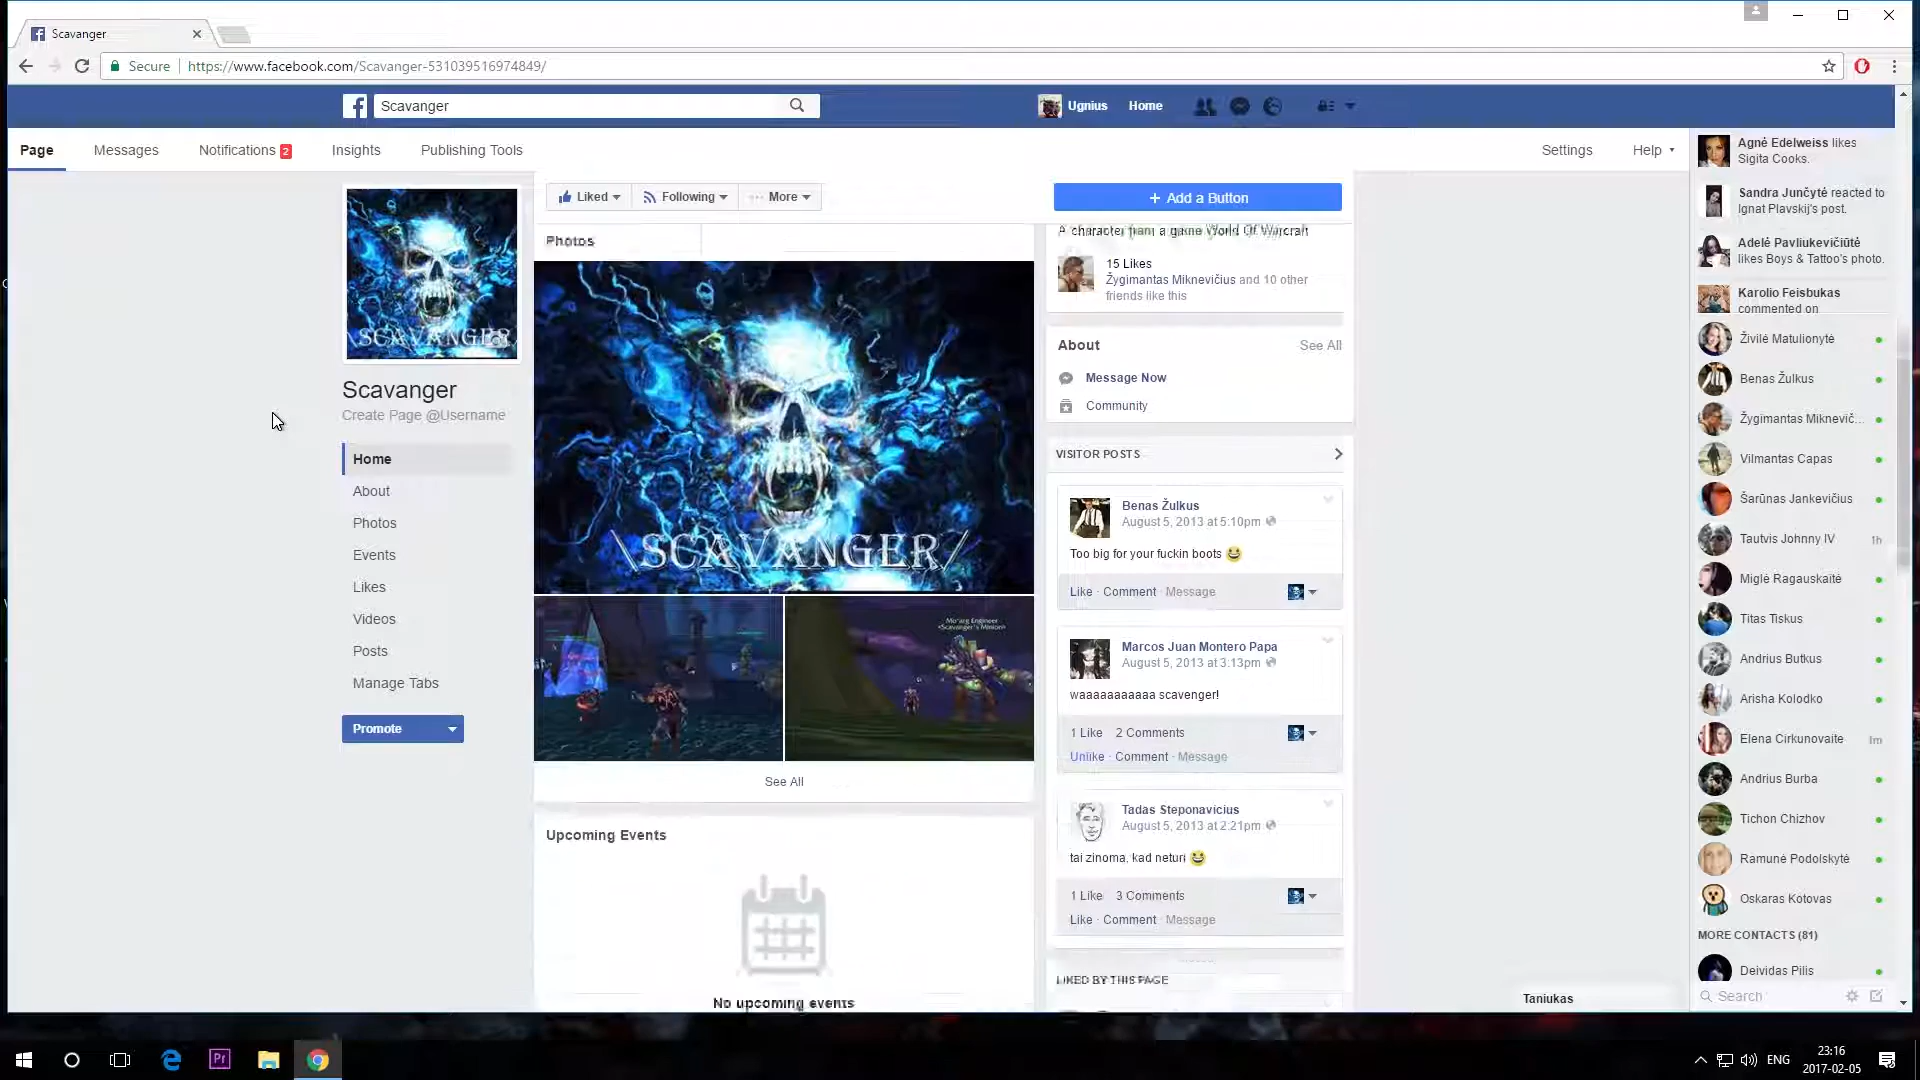 Scavanger
Secure
https://www.facebook.com/Scavanger-531039516974849/
Scavanger
Ugnius
Home
Page
Messages
Notifications 2
Insights
Publishing Tools
Settings
Help
Liked
Following
More
+ Add a Button
Photos
SCAVANGER
Scavanger
Create Page @Username
Home
About
Photos
Events
Likes
Videos
Posts
Manage Tabs
Promote
\SCAVANGER/
Mo'arg Engineer
<Scavanger's Minion>
See All
Upcoming Events
No upcoming events
A character from a game World Of Warcraft
15 Likes
Žygimantas Miknevičius and 10 other
friends like this
About
See All
Message Now
Community
VISITOR POSTS
Benas Žulkus
August 5, 2013 at 5:10pm
Too big for your fuckin boots 😆
Like · Comment · Message
Marcos Juan Montero Papa
August 5, 2013 at 3:13pm
waaaaaaaaaaa scavenger!
1 Like 2 Comments
Unlike · Comment · Message
Tadas Steponavicius
August 5, 2013 at 2:21pm
tai zinoma, kad neturi 😆
1 Like 3 Comments
Like · Comment · Message
LIKED BY THIS PAGE
Agnė Edelweiss likes
Sigita Cooks.
Sandra Junčytė reacted to
Ignat Plavskij's post.
Adelė Pavliukevičiūtė
likes Boys & Tattoo's photo.
Karolio Feisbukas
commented on
Živilė Matulionytė
Benas Žulkus
Žygimantas Miknevič...
Vilmantas Capas
Šarūnas Jankevičius
Tautvis Johnny IV 1h
Miglė Ragauskaitė
Titas Tiskus
Andrius Butkus
Arisha Kolodko
Elena Cirkunovaite 1m
Andrius Burba
Tichon Chizhov
Ramunė Podolskytė
Oskaras Kotovas
MORE CONTACTS (81)
Deividas Pilis
Search
Taniukas
Pr
ENG
23:16
2017-02-05